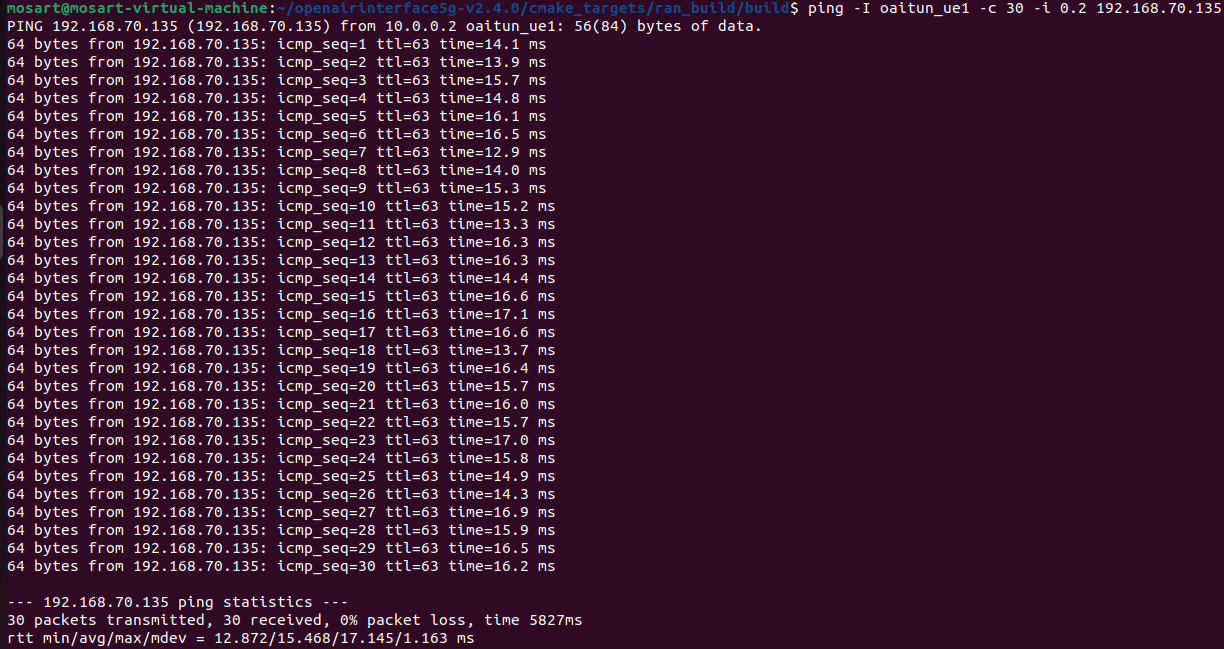 mosart@mosart-virtual-machine:~/openairinterface5g-v2.4.0/cmake_targets/ran_build/build$ ping -I oaitun_ue1 -c 30 -i 0.2 192.168.70.135
PING 192.168.70.135 (192.168.70.135) from 10.0.0.2 oaitun_ue1: 56(84) bytes of data.
64 bytes from 192.168.70.135: icmp_seq=1 ttl=63 time=14.1 ms
64 bytes from 192.168.70.135: icmp_seq=2 ttl=63 time=13.9 ms
64 bytes from 192.168.70.135: icmp_seq=3 ttl=63 time=15.7 ms
64 bytes from 192.168.70.135: icmp_seq=4 ttl=63 time=14.8 ms
64 bytes from 192.168.70.135: icmp_seq=5 ttl=63 time=16.1 ms
64 bytes from 192.168.70.135: icmp_seq=6 ttl=63 time=16.5 ms
64 bytes from 192.168.70.135: icmp_seq=7 ttl=63 time=12.9 ms
64 bytes from 192.168.70.135: icmp_seq=8 ttl=63 time=14.0 ms
64 bytes from 192.168.70.135: icmp_seq=9 ttl=63 time=15.3 ms
64 bytes from 192.168.70.135: icmp_seq=10 ttl=63 time=15.2 ms
64 bytes from 192.168.70.135: icmp_seq=11 ttl=63 time=13.3 ms
64 bytes from 192.168.70.135: icmp_seq=12 ttl=63 time=16.3 ms
64 bytes from 192.168.70.135: icmp_seq=13 ttl=63 time=16.3 ms
64 bytes from 192.168.70.135: icmp_seq=14 ttl=63 time=14.4 ms
64 bytes from 192.168.70.135: icmp_seq=15 ttl=63 time=16.6 ms
64 bytes from 192.168.70.135: icmp_seq=16 ttl=63 time=17.1 ms
64 bytes from 192.168.70.135: icmp_seq=17 ttl=63 time=16.6 ms
64 bytes from 192.168.70.135: icmp_seq=18 ttl=63 time=13.7 ms
64 bytes from 192.168.70.135: icmp_seq=19 ttl=63 time=16.4 ms
64 bytes from 192.168.70.135: icmp_seq=20 ttl=63 time=15.7 ms
64 bytes from 192.168.70.135: icmp_seq=21 ttl=63 time=16.0 ms
64 bytes from 192.168.70.135: icmp_seq=22 ttl=63 time=15.7 ms
64 bytes from 192.168.70.135: icmp_seq=23 ttl=63 time=17.0 ms
64 bytes from 192.168.70.135: icmp_seq=24 ttl=63 time=15.8 ms
64 bytes from 192.168.70.135: icmp_seq=25 ttl=63 time=14.9 ms
64 bytes from 192.168.70.135: icmp_seq=26 ttl=63 time=14.3 ms
64 bytes from 192.168.70.135: icmp_seq=27 ttl=63 time=16.9 ms
64 bytes from 192.168.70.135: icmp_seq=28 ttl=63 time=15.9 ms
64 bytes from 192.168.70.135: icmp_seq=29 ttl=63 time=16.5 ms
64 bytes from 192.168.70.135: icmp_seq=30 ttl=63 time=16.2 ms
--- 192.168.70.135 ping statistics ---
30 packets transmitted, 30 received, 0% packet loss, time 5827ms
rtt min/avg/max/mdev = 12.872/15.468/17.145/1.163 ms